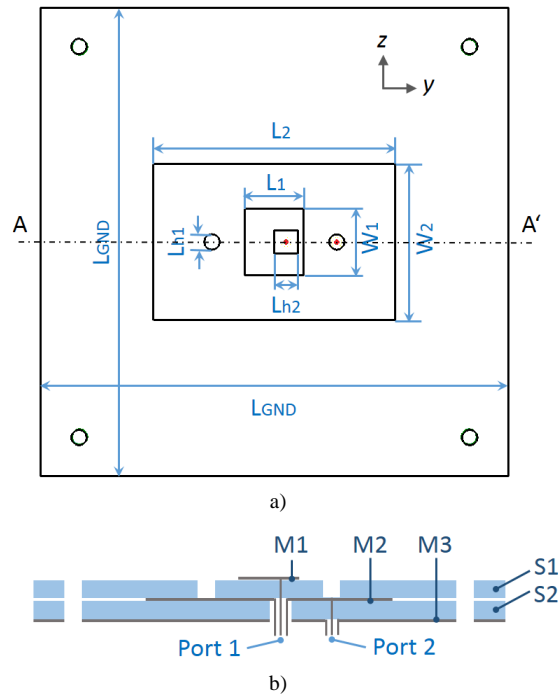 z
y
L2
L1
A
A'
LGND
Lh1
W1
W2
Lh2
LGND
a)
M1 M2 M3
S1
S2
Port 1 Port 2
b)